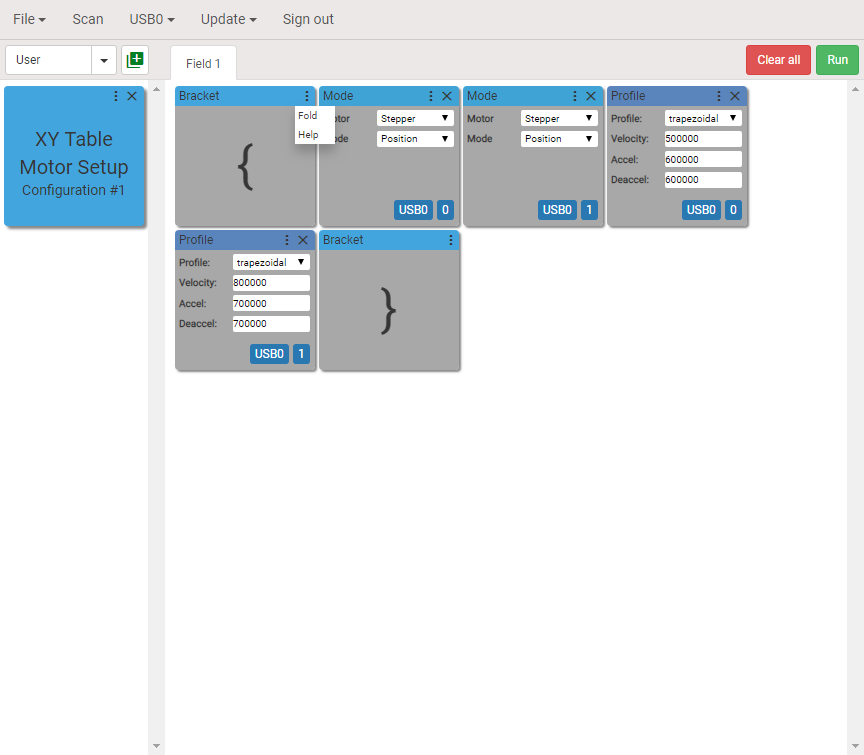 File Scan USB0 Update Sign out
User Field 1 Clear all Run
XY Table
Motor Setup
Configuration #1
Bracket
Fold
Help
{
Mode
otor Stepper
ode Position
USB0 0
Mode
Motor Stepper
Mode Position
USB0 1
Profile
Profile: trapezoidal
Velocity: 500000
Accel: 600000
Deaccel: 600000
USB0 0
Profile
Profile: trapezoidal
Velocity: 800000
Accel: 700000
Deaccel: 700000
USB0 1
Bracket
}